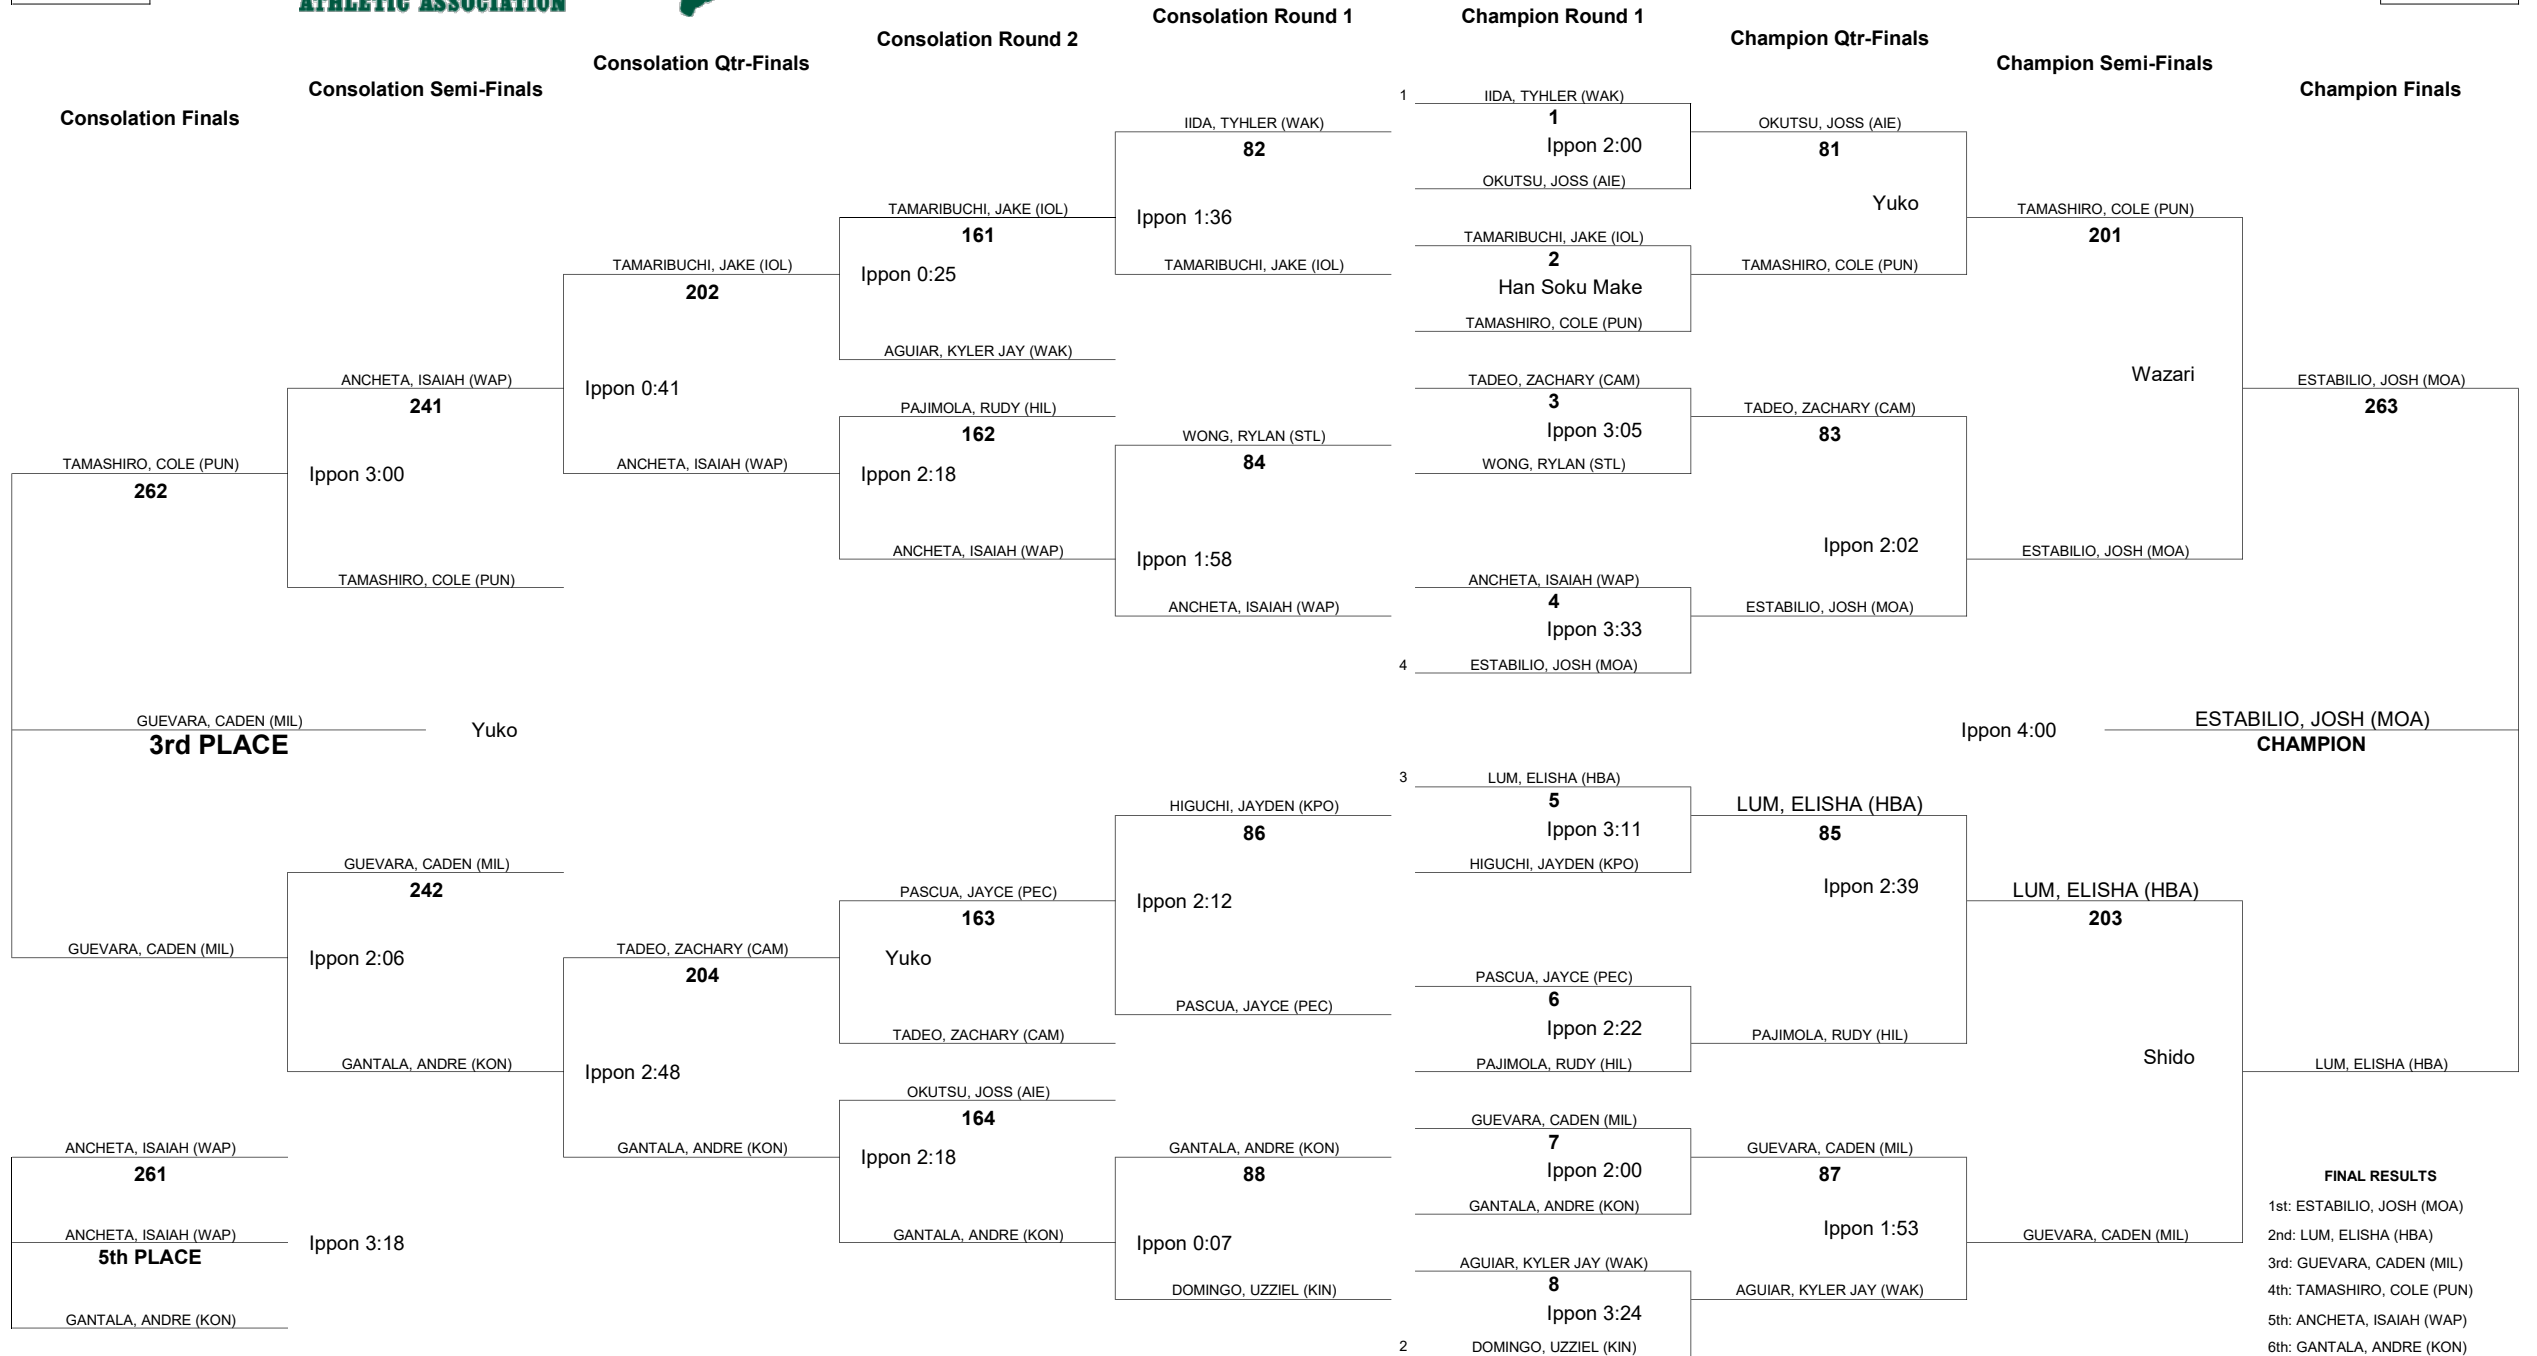 ATHLETIC ASSOCIATION
Consolation Finals
Consolation Semi-Finals
Consolation Qtr-Finals
Consolation Round 2
Consolation Round 1
Champion Round 1
Champion Qtr-Finals
Champion Semi-Finals
Champion Finals
TAMASHIRO, COLE (PUN)
262
GUEVARA, CADEN (MIL)
3rd PLACE
Yuko
GUEVARA, CADEN (MIL)
ANCHETA, ISAIAH (WAP)
261
ANCHETA, ISAIAH (WAP)
5th PLACE
Ippon 3:18
GANTALA, ANDRE (KON)
ANCHETA, ISAIAH (WAP)
241
Ippon 3:00
TAMASHIRO, COLE (PUN)
GUEVARA, CADEN (MIL)
242
Ippon 2:06
GANTALA, ANDRE (KON)
TAMARIBUCHI, JAKE (IOL)
202
Ippon 0:41
ANCHETA, ISAIAH (WAP)
TADEO, ZACHARY (CAM)
204
Ippon 2:48
GANTALA, ANDRE (KON)
TAMARIBUCHI, JAKE (IOL)
161
Ippon 0:25
AGUIAR, KYLER JAY (WAK)
PAJIMOLA, RUDY (HIL)
162
Ippon 2:18
ANCHETA, ISAIAH (WAP)
PASCUA, JAYCE (PEC)
163
Yuko
TADEO, ZACHARY (CAM)
OKUTSU, JOSS (AIE)
164
Ippon 2:18
GANTALA, ANDRE (KON)
IIDA, TYHLER (WAK)
82
Ippon 1:36
TAMARIBUCHI, JAKE (IOL)
WONG, RYLAN (STL)
84
Ippon 1:58
ANCHETA, ISAIAH (WAP)
HIGUCHI, JAYDEN (KPO)
86
Ippon 2:12
PASCUA, JAYCE (PEC)
GANTALA, ANDRE (KON)
88
Ippon 0:07
DOMINGO, UZZIEL (KIN)
1 IIDA, TYHLER (WAK)
1
Ippon 2:00
OKUTSU, JOSS (AIE)
TAMARIBUCHI, JAKE (IOL)
2
Han Soku Make
TAMASHIRO, COLE (PUN)
TADEO, ZACHARY (CAM)
3
Ippon 3:05
WONG, RYLAN (STL)
ANCHETA, ISAIAH (WAP)
4
Ippon 3:33
4 ESTABILIO, JOSH (MOA)
3 LUM, ELISHA (HBA)
5
Ippon 3:11
HIGUCHI, JAYDEN (KPO)
PASCUA, JAYCE (PEC)
6
Ippon 2:22
PAJIMOLA, RUDY (HIL)
GUEVARA, CADEN (MIL)
7
Ippon 2:00
GANTALA, ANDRE (KON)
AGUIAR, KYLER JAY (WAK)
8
Ippon 3:24
2 DOMINGO, UZZIEL (KIN)
OKUTSU, JOSS (AIE)
81
Yuko
TAMASHIRO, COLE (PUN)
TADEO, ZACHARY (CAM)
83
Ippon 2:02
ESTABILIO, JOSH (MOA)
LUM, ELISHA (HBA)
85
Ippon 2:39
PAJIMOLA, RUDY (HIL)
GUEVARA, CADEN (MIL)
87
Ippon 1:53
AGUIAR, KYLER JAY (WAK)
TAMASHIRO, COLE (PUN)
201
Wazari
ESTABILIO, JOSH (MOA)
LUM, ELISHA (HBA)
203
Shido
GUEVARA, CADEN (MIL)
ESTABILIO, JOSH (MOA)
263
Ippon 4:00
ESTABILIO, JOSH (MOA)
CHAMPION
LUM, ELISHA (HBA)
FINAL RESULTS
1st: ESTABILIO, JOSH (MOA)
2nd: LUM, ELISHA (HBA)
3rd: GUEVARA, CADEN (MIL)
4th: TAMASHIRO, COLE (PUN)
5th: ANCHETA, ISAIAH (WAP)
6th: GANTALA, ANDRE (KON)